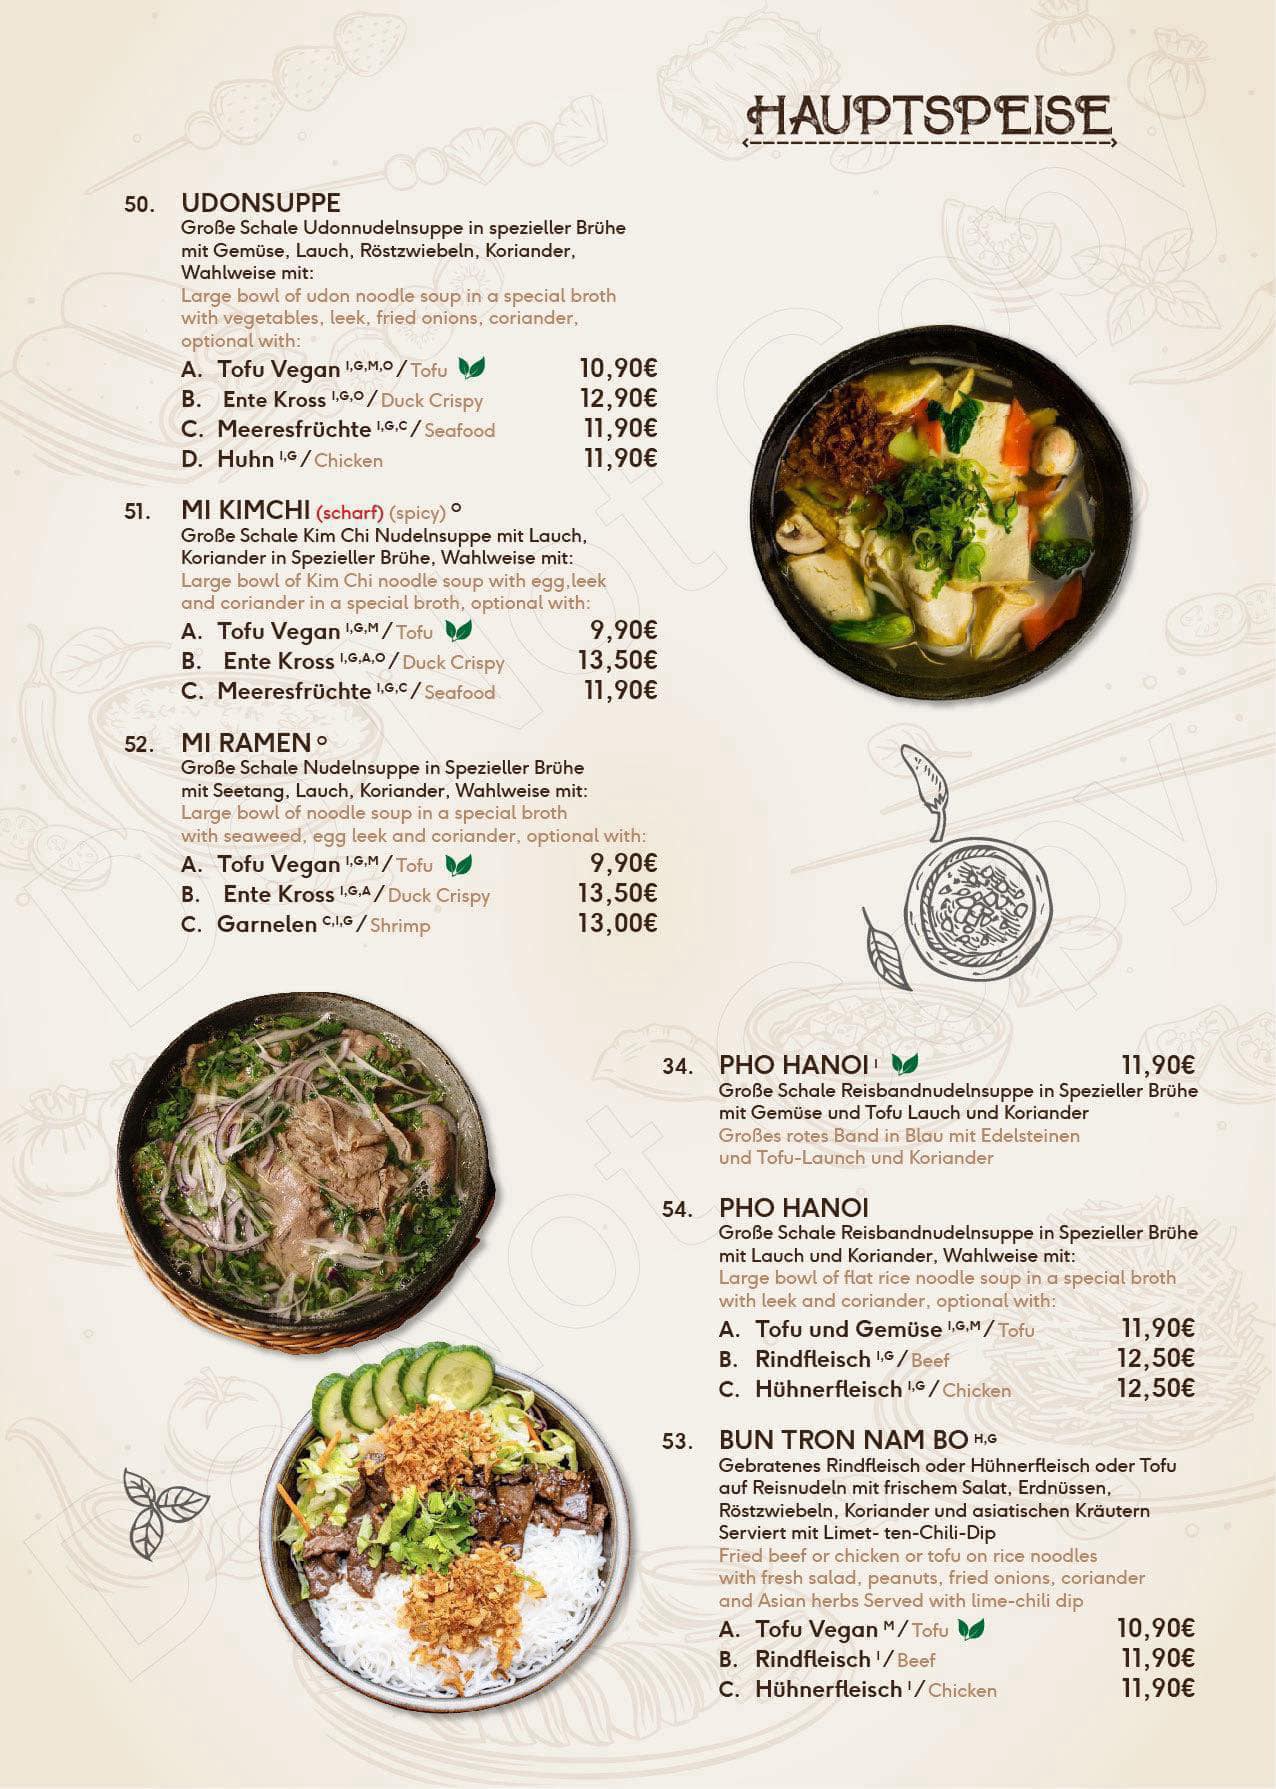 HAUPTSPEISE
50. UDONSUPPE
Große Schale Udonnudelnsuppe in spezieller Brühe
mit Gemüse, Lauch, Röstzwiebeln, Koriander,
Wahlweise mit:
Large bowl of udon noodle soup in a special broth
with vegetables, leek, fried onions, coriander,
optional with:
A. Tofu Vegan I,G,M,O / Tofu 10,90€
B. Ente Kross I,G,O / Duck Crispy 12,90€
C. Meeresfrüchte I,G,C / Seafood 11,90€
D. Huhn I,G / Chicken 11,90€
51. MI KIMCHI (scharf) (spicy) O
Große Schale Kim Chi Nudelnsuppe mit Lauch,
Koriander in Spezieller Brühe, Wahlweise mit:
Large bowl of Kim Chi noodle soup with egg,leek
and coriander in a special broth, optional with:
A. Tofu Vegan I,G,M / Tofu 9,90€
B. Ente Kross I,G,A,O / Duck Crispy 13,50€
C. Meeresfrüchte I,G,C / Seafood 11,90€
52. MI RAMEN O
Große Schale Nudelnsuppe in Spezieller Brühe
mit Seetang, Lauch, Koriander, Wahlweise mit:
Large bowl of noodle soup in a special broth
with seaweed, egg leek and coriander, optional with:
A. Tofu Vegan I,G,M / Tofu 9,90€
B. Ente Kross I,G,A / Duck Crispy 13,50€
C. Garnelen C,I,G / Shrimp 13,00€
34. PHO HANOI I 11,90€
Große Schale Reisbandnudelnsuppe in Spezieller Brühe
mit Gemüse und Tofu Lauch und Koriander
Großes rotes Band in Blau mit Edelsteinen
und Tofu-Launch und Koriander
54. PHO HANOI
Große Schale Reisbandnudelnsuppe in Spezieller Brühe
mit Lauch und Koriander, Wahlweise mit:
Large bowl of flat rice noodle soup in a special broth
with leek and coriander, optional with:
A. Tofu und Gemüse I,G,M / Tofu 11,90€
B. Rindfleisch I,G / Beef 12,50€
C. Hühnerfleisch I,G / Chicken 12,50€
53. BUN TRON NAM BO H,G
Gebratenes Rindfleisch oder Hühnerfleisch oder Tofu
auf Reisnudeln mit frischem Salat, Erdnüssen,
Röstzwiebeln, Koriander und asiatischen Kräutern
Serviert mit Limet- ten-Chili-Dip
Fried beef or chicken or tofu on rice noodles
with fresh salad, peanuts, fried onions, coriander
and Asian herbs Served with lime-chili dip
A. Tofu Vegan M / Tofu 10,90€
B. Rindfleisch I / Beef 11,90€
C. Hühnerfleisch I / Chicken 11,90€
Do Not Copy
Do Not Copy